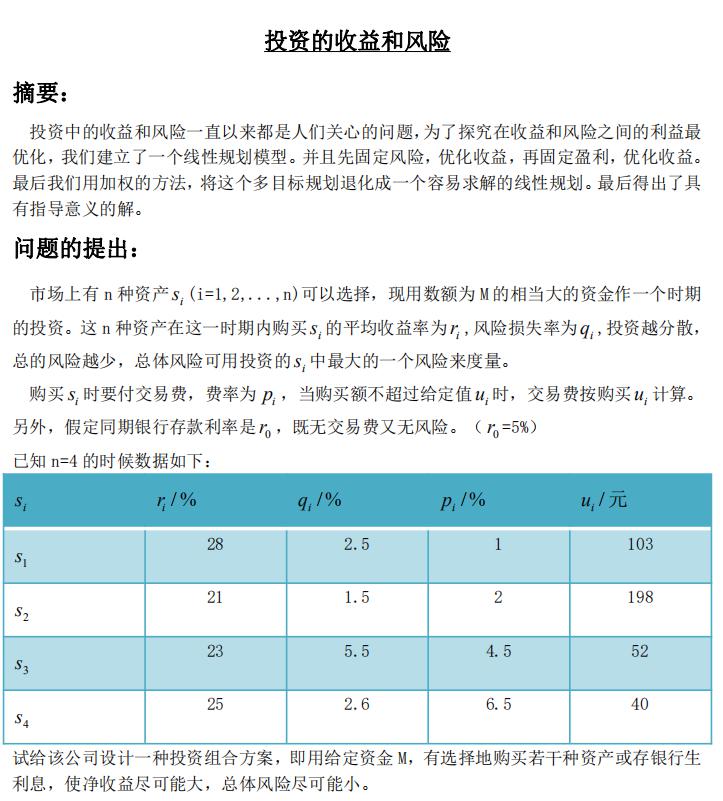 投资的收益和风险
摘要：
投资中的收益和风险一直以来都是人们关心的问题，为了探究在收益和风险之间的利益最
优化，我们建立了一个线性规划模型。并且先固定风险，优化收益，再固定盈利，优化收益。
最后我们用加权的方法，将这个多目标规划退化成一个容易求解的线性规划。最后得出了具
有指导意义的解。
问题的提出：
市场上有 n 种资产 s_i (i=1,2,...,n)可以选择，现用数额为 M 的相当大的资金作一个时期
的投资。这 n 种资产在这一时期内购买 s_i 的平均收益率为 r_i ,风险损失率为 q_i ,投资越分散，
总的风险越少，总体风险可用投资的 s_i 中最大的一个风险来度量。
购买 s_i 时要付交易费，费率为 p_i ，当购买额不超过给定值 u_i 时，交易费按购买 u_i 计算。
另外，假定同期银行存款利率是 r_0 ，既无交易费又无风险。（ r_0 =5%）
已知 n=4 的时候数据如下：
s_i r_i /% q_i /% p_i /% u_i / 元
s_1 28 2.5 1 103
s_2 21 1.5 2 198
s_3 23 5.5 4.5 52
s_4 25 2.6 6.5 40
试给该公司设计一种投资组合方案，即用给定资金 M，有选择地购买若干种资产或存银行生
利息，使净收益尽可能大，总体风险尽可能小。